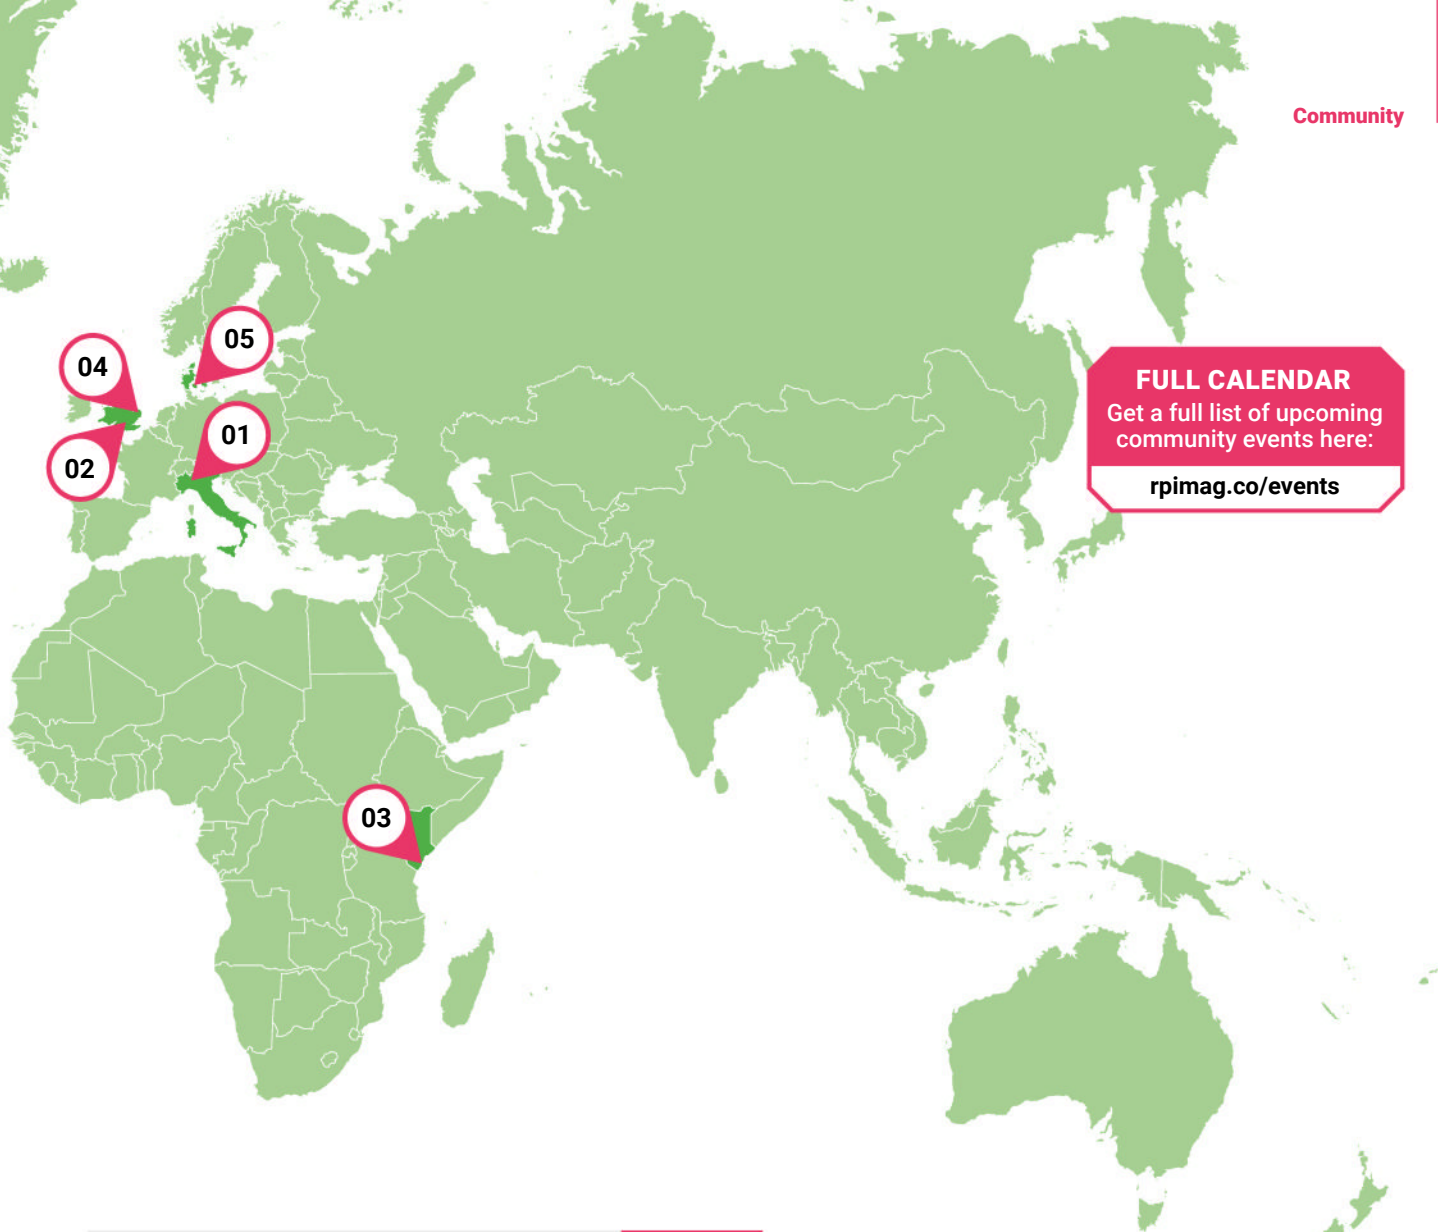 Community
05
04
01
02
FULL CALENDAR
Get a full list of upcoming
community events here:
rpimag.co/events
03